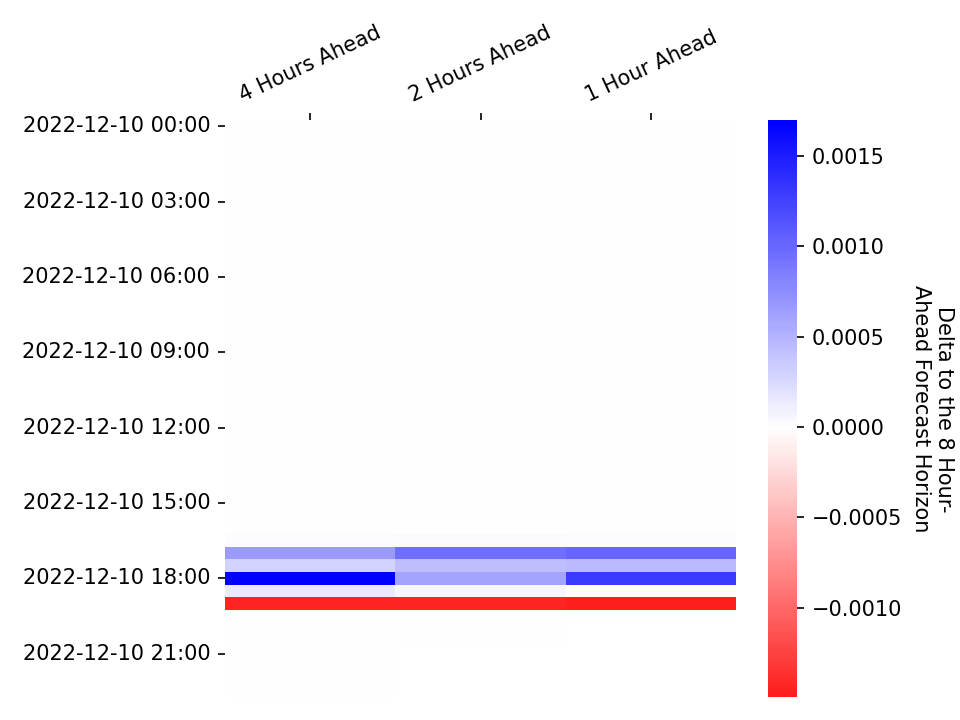 4 Hours Ahead
2 Hours Ahead
1 Hour Ahead
2022-12-10 00:00
2022-12-10 03:00
2022-12-10 06:00
2022-12-10 09:00
2022-12-10 12:00
2022-12-10 15:00
2022-12-10 18:00
2022-12-10 21:00
0.0015
0.0010
0.0005
0.0000
−0.0005
−0.0010
Delta to the 8 Hour-
Ahead Forecast Horizon